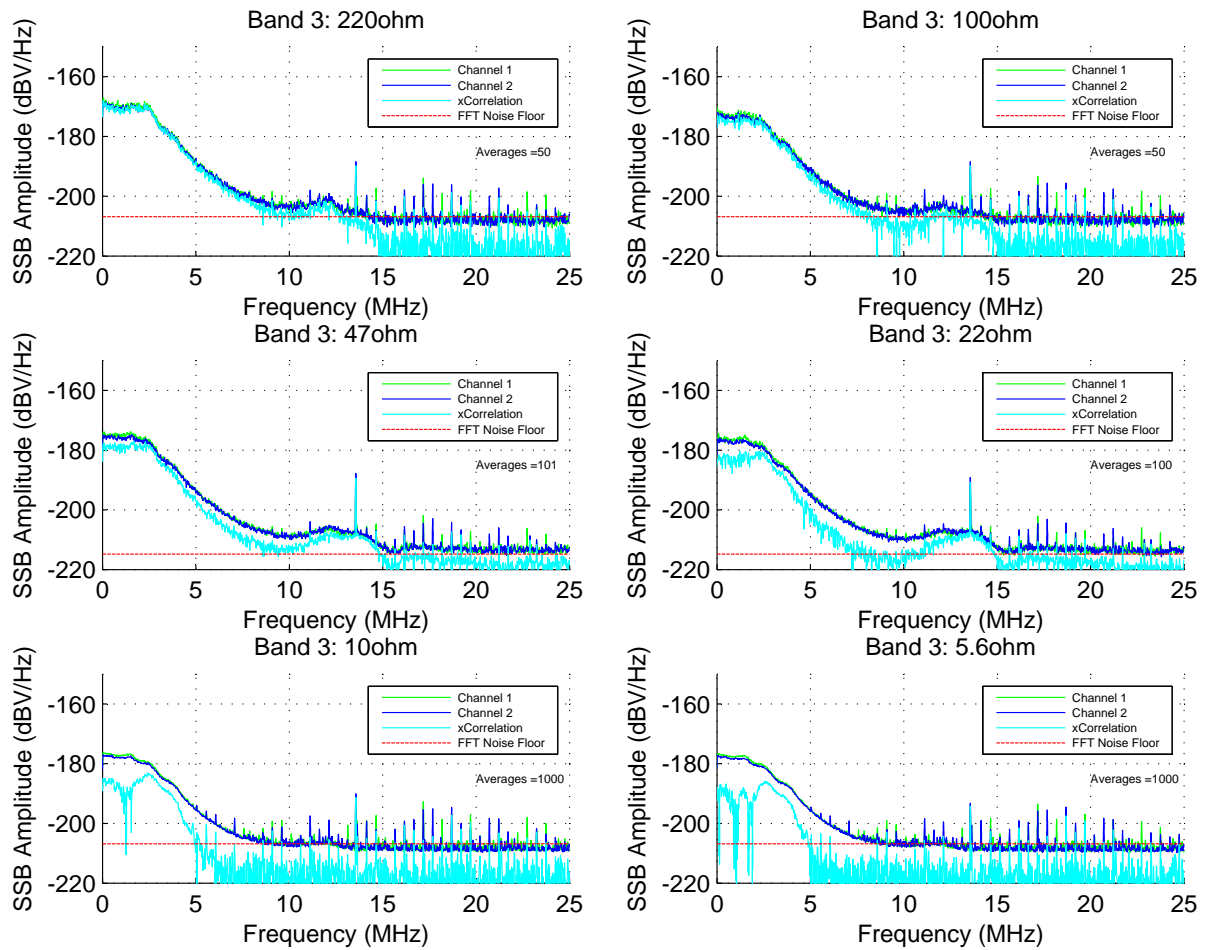 Band 3: 220ohm
SSB Amplitude (dBV/Hz)
-160
-180
-200
-220
Channel 1
Channel 2
xCorrelation
FFT Noise Floor
Averages =50
0 5 10 15 20 25
Frequency (MHz)
Band 3: 100ohm
SSB Amplitude (dBV/Hz)
-160
-180
-200
-220
Channel 1
Channel 2
xCorrelation
FFT Noise Floor
Averages =50
0 5 10 15 20 25
Frequency (MHz)
Band 3: 47ohm
SSB Amplitude (dBV/Hz)
-160
-180
-200
-220
Channel 1
Channel 2
xCorrelation
FFT Noise Floor
Averages =101
0 5 10 15 20 25
Frequency (MHz)
Band 3: 22ohm
SSB Amplitude (dBV/Hz)
-160
-180
-200
-220
Channel 1
Channel 2
xCorrelation
FFT Noise Floor
Averages =100
0 5 10 15 20 25
Frequency (MHz)
Band 3: 10ohm
SSB Amplitude (dBV/Hz)
-160
-180
-200
-220
Channel 1
Channel 2
xCorrelation
FFT Noise Floor
Averages =1000
0 5 10 15 20 25
Frequency (MHz)
Band 3: 5.6ohm
SSB Amplitude (dBV/Hz)
-160
-180
-200
-220
Channel 1
Channel 2
xCorrelation
FFT Noise Floor
Averages =1000
0 5 10 15 20 25
Frequency (MHz)